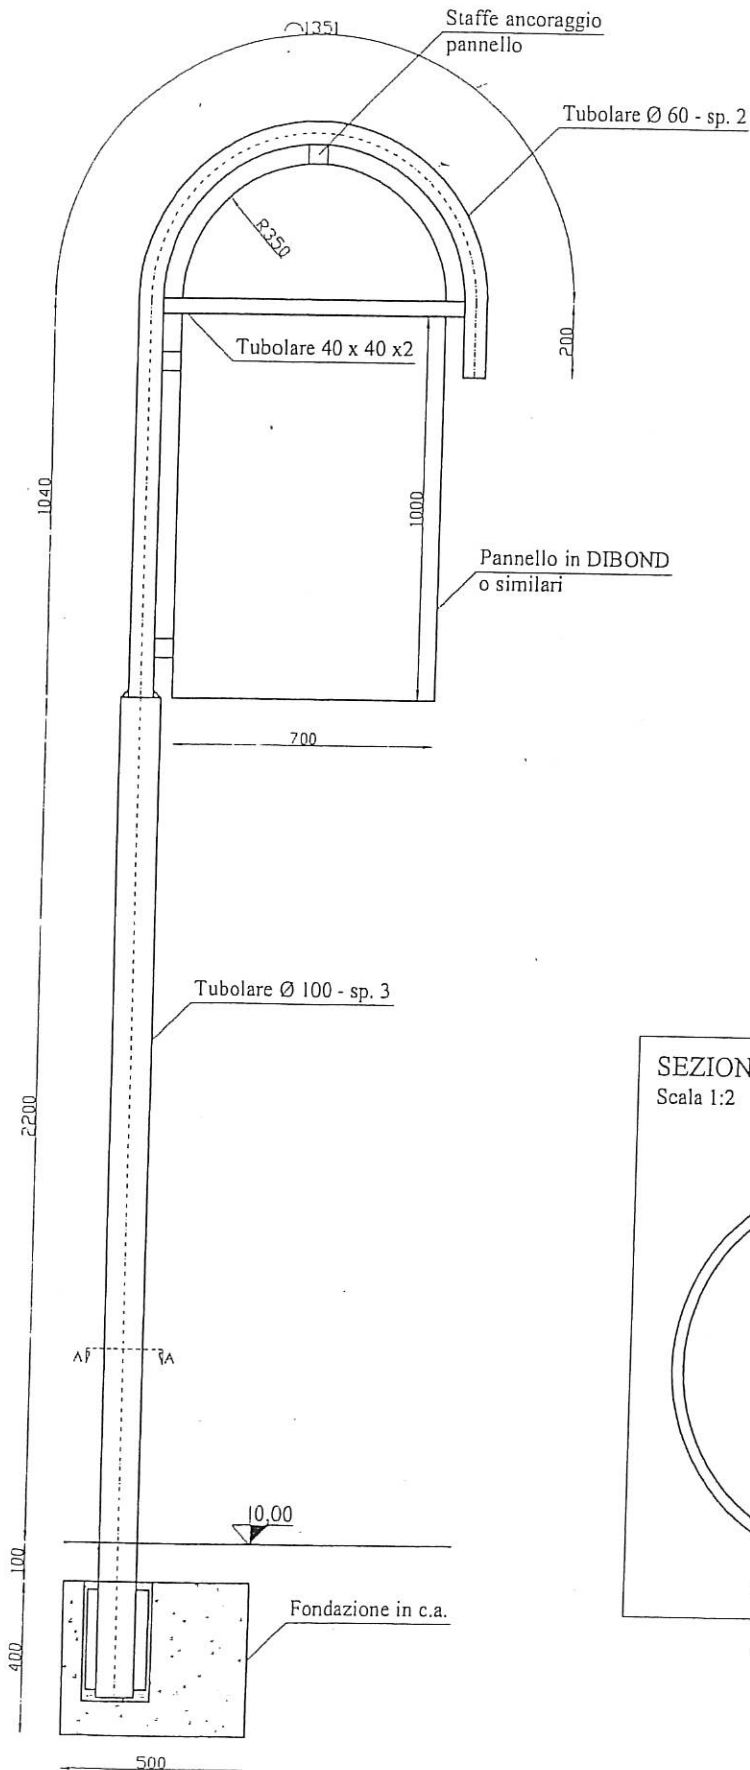 ⌒1351
Staffe ancoraggio
pannello
Tubolare Ø 60 - sp. 2
R350
200
Tubolare 40 x 40 x2
1040
1000
Pannello in DIBOND
o similari
700
Tubolare Ø 100 - sp. 3
2200
SEZION
Scala 1:2
A A
0,00
100
Fondazione in c.a.
400
500